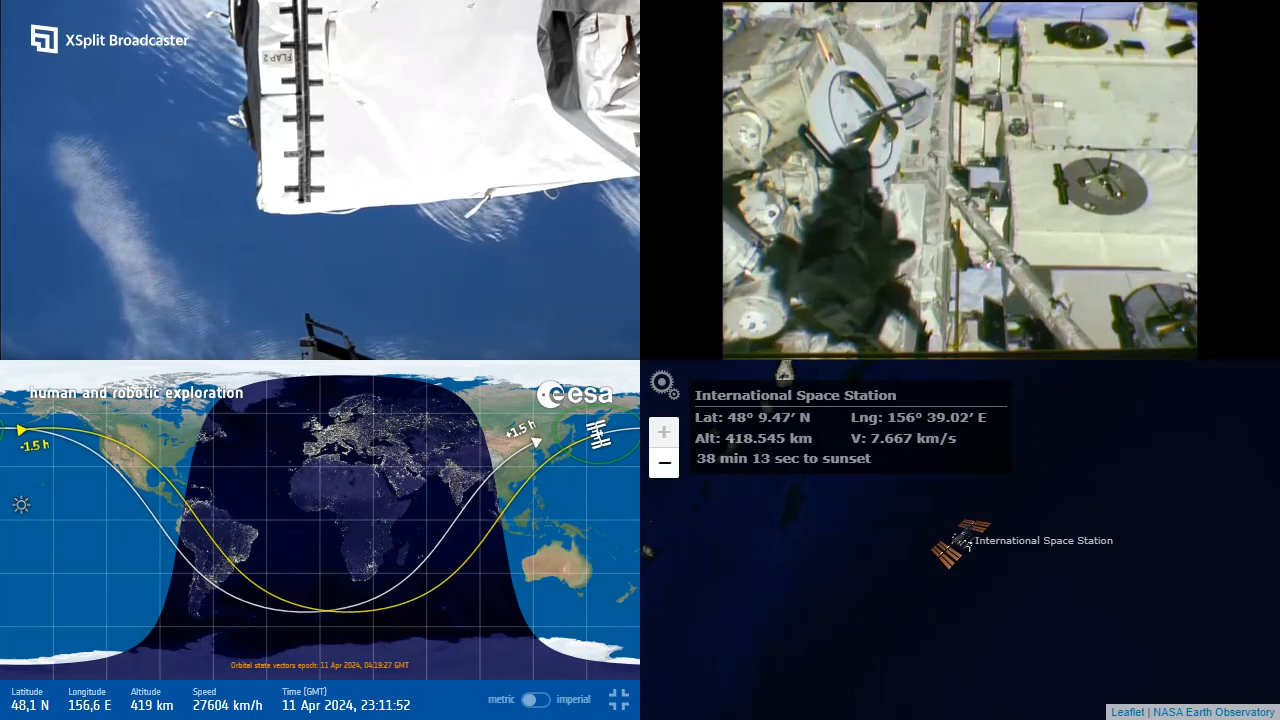 XSplit Broadcaster
FLAP 2
human and robotic exploration
esa
-1.5 h
+1.5 h
Orbital state vectors epoch: 11 Apr 2024, 04:19:27 GMT
Latitude
48,1 N
Longitude
156,6 E
Altitude
419 km
Speed
27604 km/h
Time (GMT)
11 Apr 2024, 23:11:52
metric
imperial
International Space Station
Lat: 48° 9.47′ N
Lng: 156° 39.02′ E
Alt: 418.545 km
V: 7.667 km/s
38 min 13 sec to sunset
+
−
International Space Station
Leaflet | NASA Earth Observatory